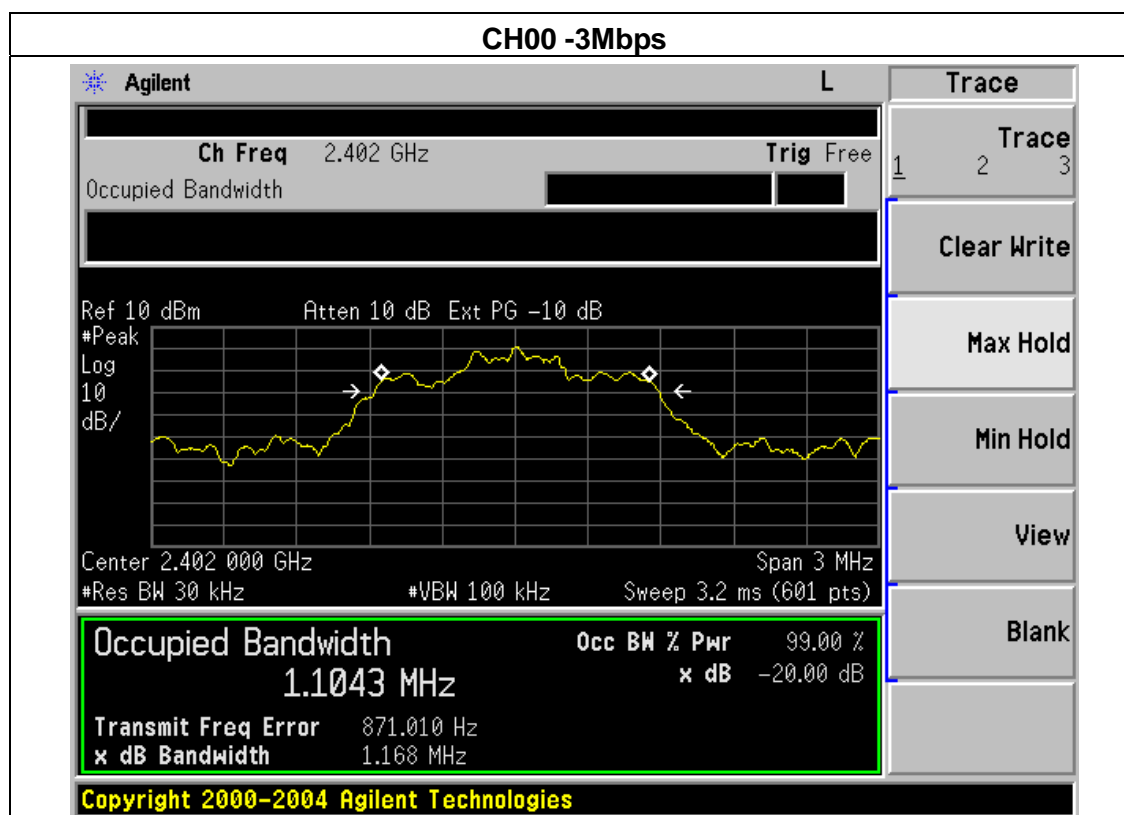 CH00 -3Mbps
Agilent L Trace
Ch Freq 2.402 GHz Trig Free
Occupied Bandwidth
Trace
1 2 3
Clear Write
Max Hold
Min Hold
View
Blank
Ref 10 dBm Atten 10 dB Ext PG -10 dB
#Peak
Log
10
dB/
Center 2.402 000 GHz Span 3 MHz
#Res BW 30 kHz #VBW 100 kHz Sweep 3.2 ms (601 pts)
Occupied Bandwidth Occ BW % Pwr 99.00 %
1.1043 MHz x dB -20.00 dB
Transmit Freq Error 871.010 Hz
x dB Bandwidth 1.168 MHz
Copyright 2000-2004 Agilent Technologies